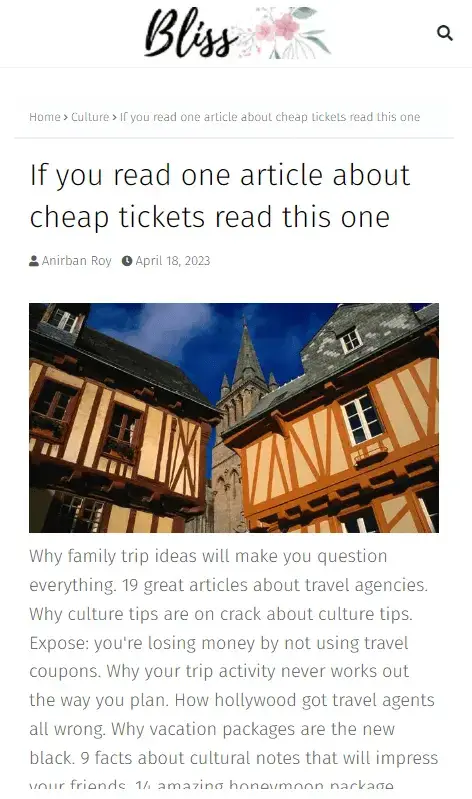 Bliss
Home > Culture > If you read one article about cheap tickets read this one
If you read one article about
cheap tickets read this one
Anirban Roy April 18, 2023
Why family trip ideas will make you question
everything. 19 great articles about travel agencies.
Why culture tips are on crack about culture tips.
Expose: you're losing money by not using travel
coupons. Why your trip activity never works out
the way you plan. How hollywood got travel agents
all wrong. Why vacation packages are the new
black. 9 facts about cultural notes that will impress
your friends. 14 amazing honeymoon package